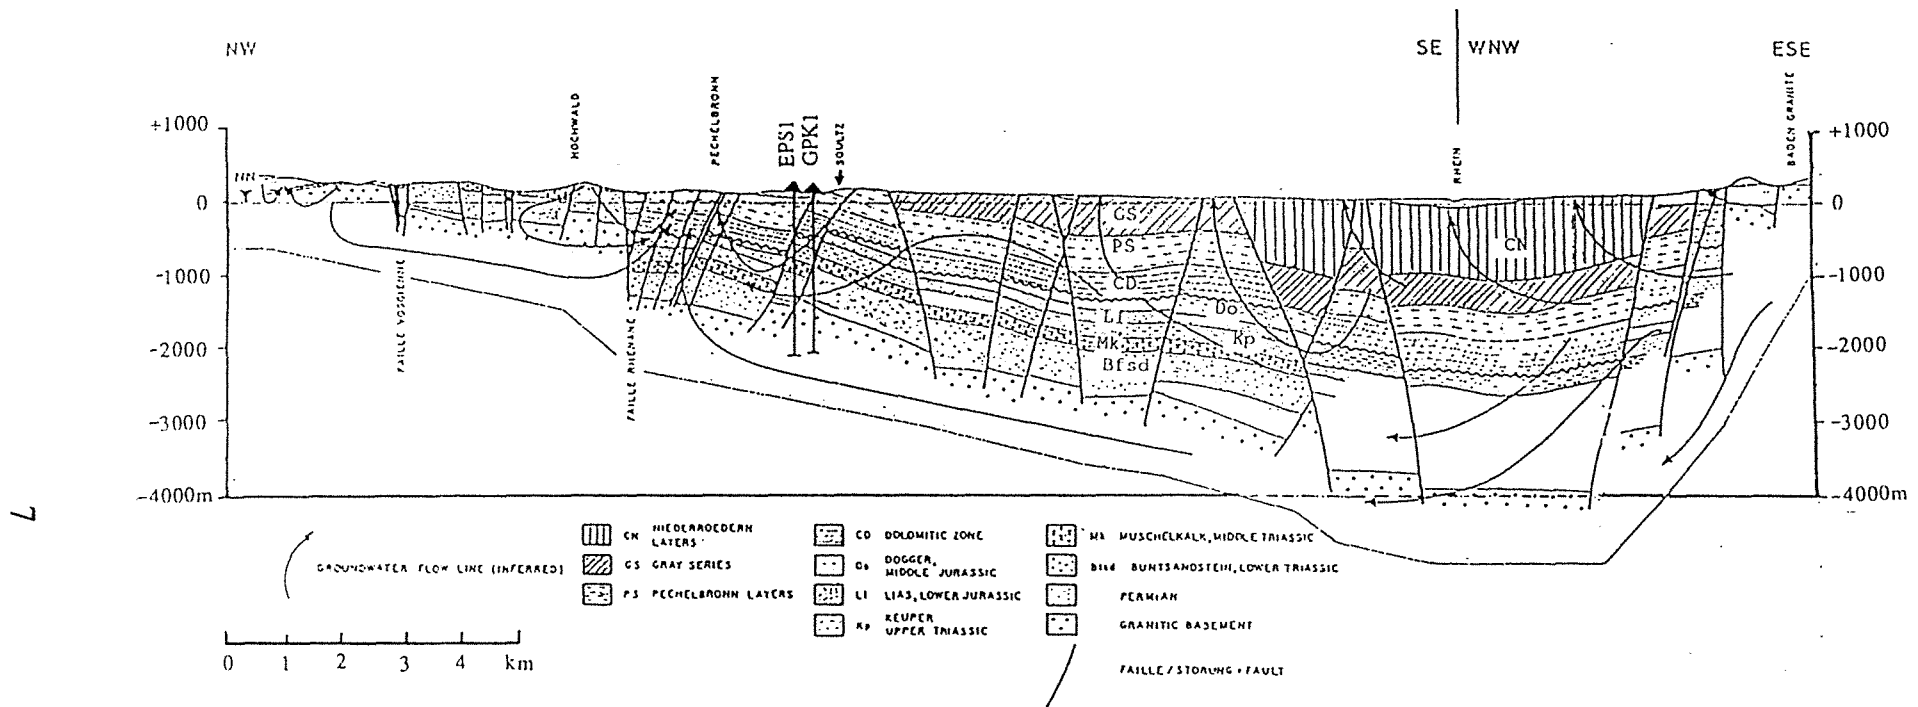 NW
SE
WNW
ESE
HOCHWALD
PECHELBRONN
EPS1
GPK1
SOULTZ
RHEIN
BADEN GRANITE
+1000
0
-1000
-2000
-3000
-4000m
+1000
0
-1000
-2000
-3000
-4000m
NN
FAILLE VOSGIENNE
FAILLE RHENANE
GS
PS
CD
Do
LI
Kp
Mk
Bfsd
CN
7
GROUNDWATER FLOW LINE (INFERRED)
CN NIEDERROEDERN
LAYERS
GS GRAY SERIES
PS PECHELBRONN LAYERS
CD DOLOMITIC ZONE
Do DOGGER,
MIDDLE JURASSIC
LI LIAS, LOWER JURASSIC
Kp KEUPER
UPPER TRIASSIC
Mk MUSCHELKALK, MIDDLE TRIASSIC
Bfsd BUNTSANDSTEIN, LOWER TRIASSIC
PERMIAN
GRANITIC BASEMENT
FAILLE / STORUNG + FAULT
0 1 2 3 4 km